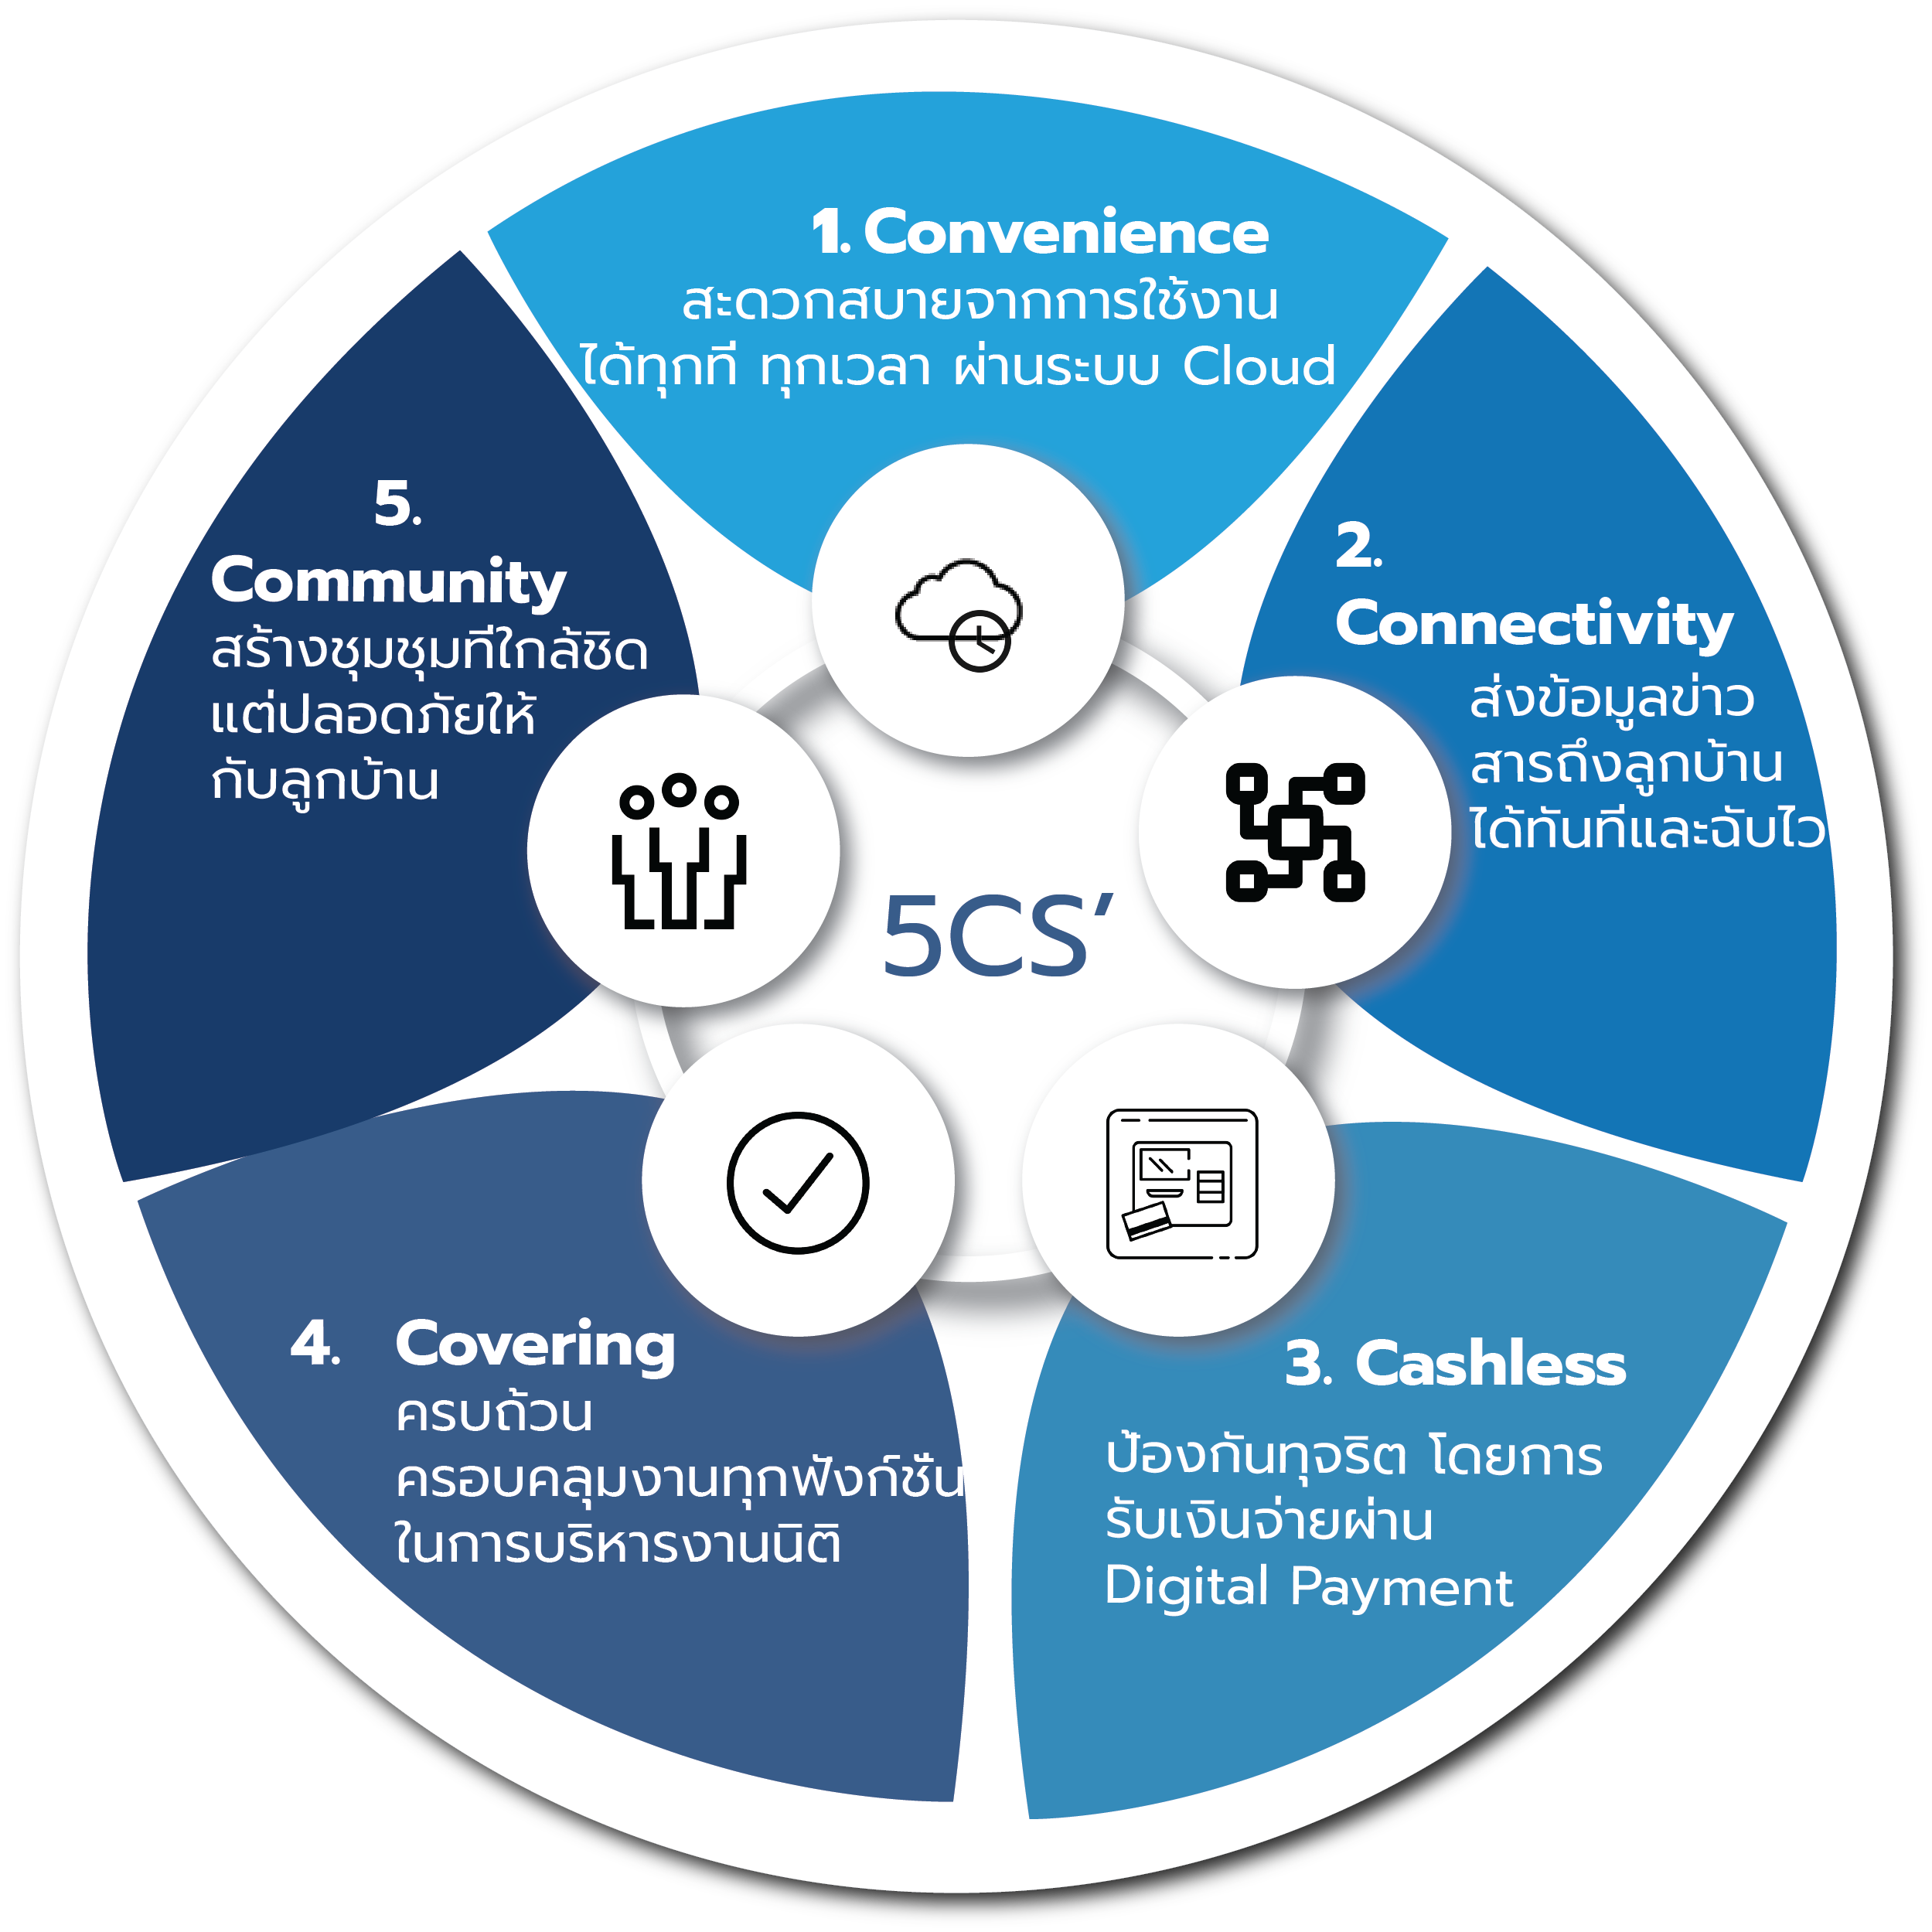 1. Convenience
สะดวกสบายจากการใช้งาน
ได้ทุกที่ ทุกเวลา ผ่านระบบ Cloud
2.
Connectivity
ส่งข้อมูลข่าว
สารถึงลูกบ้าน
ได้ทันทีและฉับไว
3. Cashless
ป้องกันทุจริต โดยการ
รับเงินจ่ายผ่าน
Digital Payment
4. Covering
ครบถ้วน
ครอบคลุมงานทุกฟังก์ชั่น
ในการบริหารงานนิติ
5.
Community
สร้างชุมชุมที่ใกล้ชิด
แต่ปลอดภัยให้
กับลูกบ้าน
5CS'